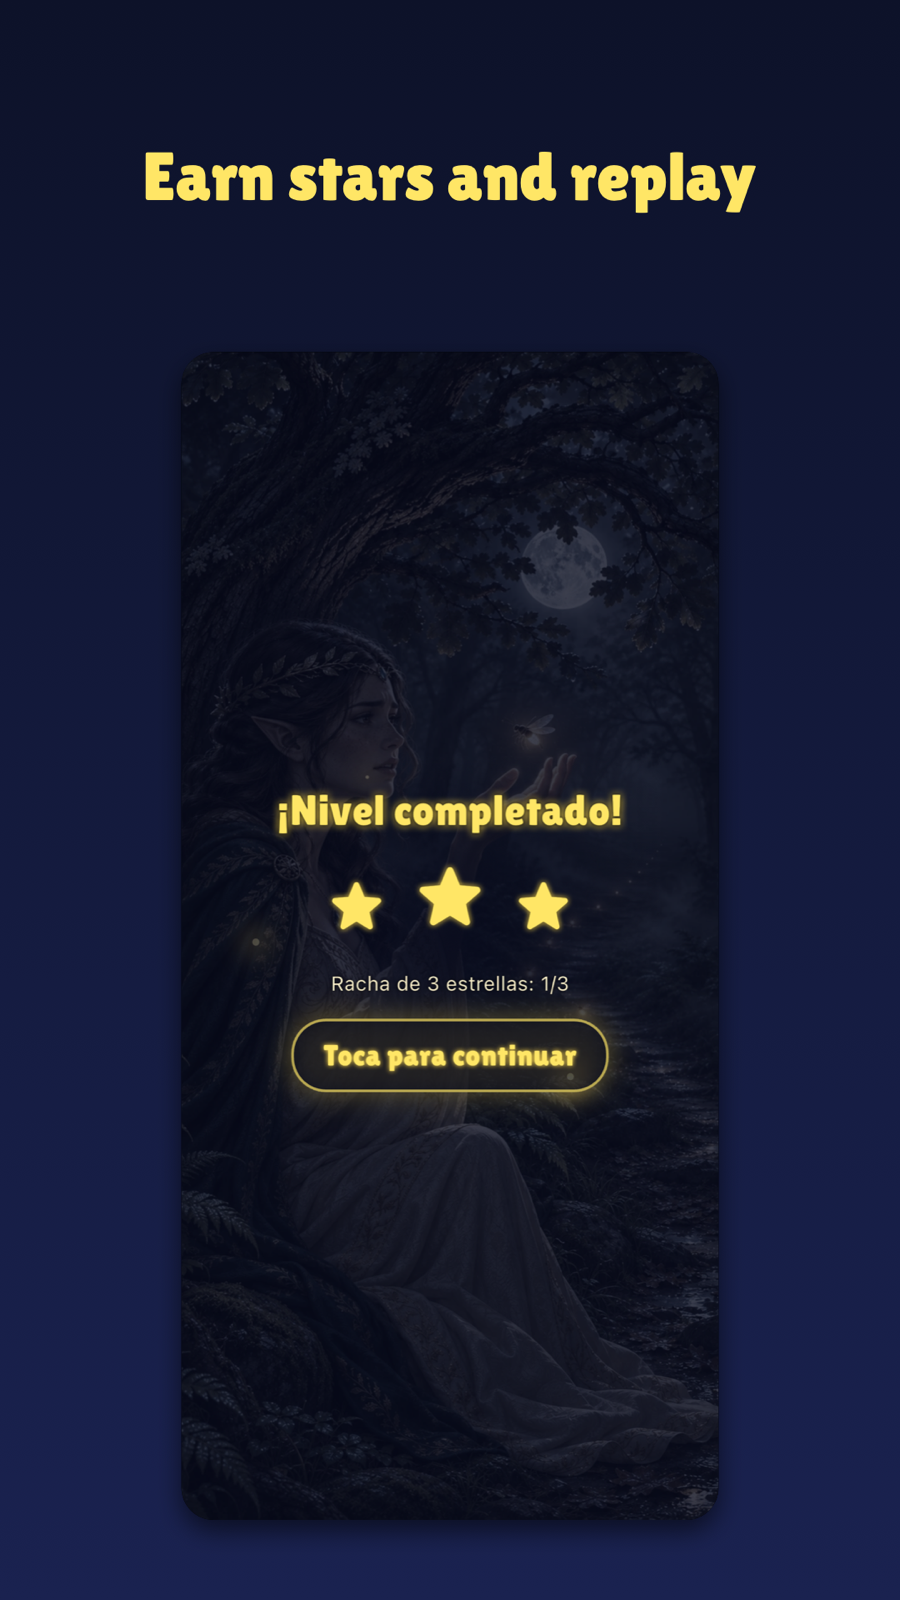 Earn stars and replay
¡Nivel completado!
Racha de 3 estrellas: 1/3
Toca para continuar